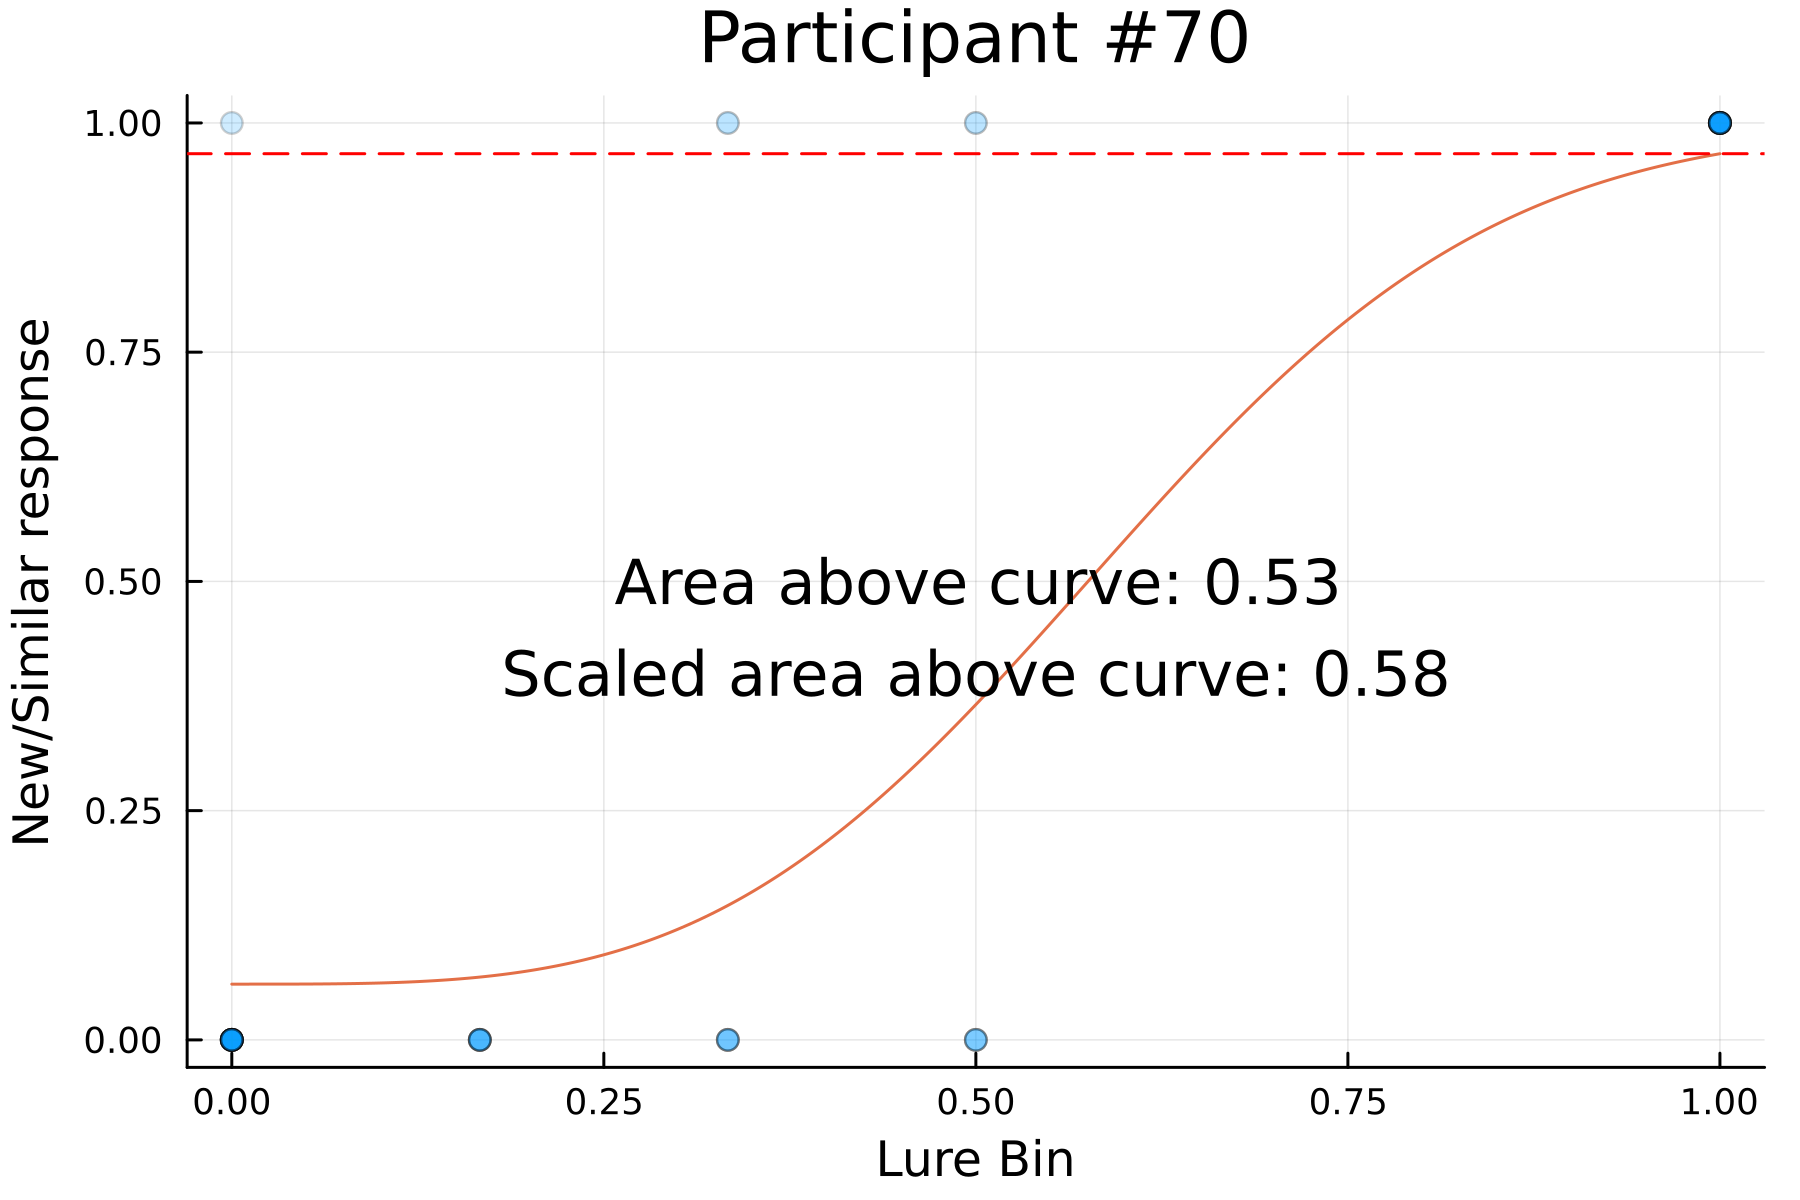 Participant #70
1.00
0.75
0.50
0.25
0.00
New/Similar response
Area above curve: 0.53
Scaled area above curve: 0.58
0.00 0.25 0.50 0.75 1.00
Lure Bin